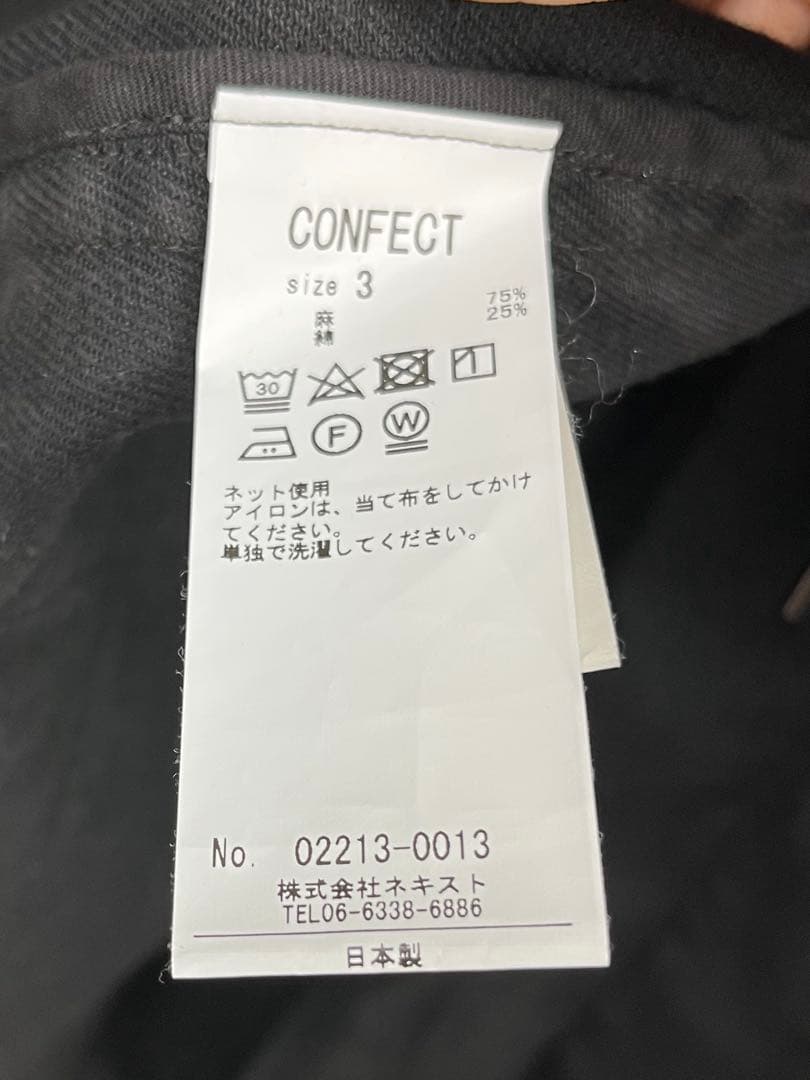 CONFECT
size 3
麻 75%
綿 25%
30
1
F W
ネット使用
アイロンは、当て布をしてかけ
てください。
単独で洗濯してください。
No. 02213-0013
株式会社ネキスト
TEL06-6338-6886
日本製